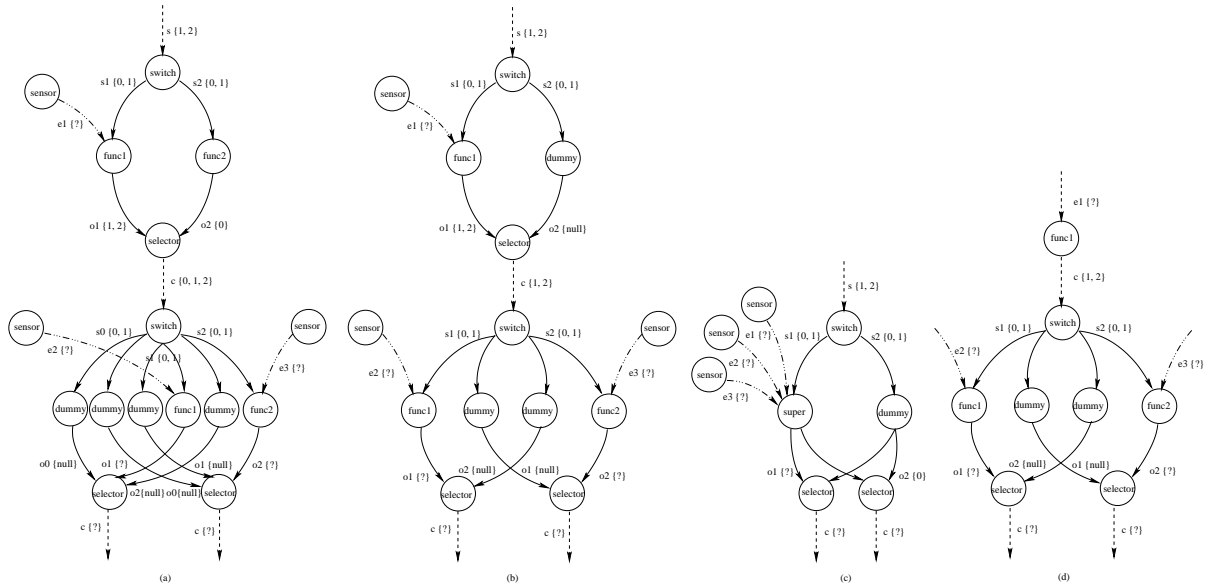 s {1, 2}
switch
s1 {0, 1}
s2 {0, 1}
sensor
e1 {?}
func1
func2
o1 {1, 2}
o2 {0}
selector
c {0, 1, 2}
sensor
switch
sensor
s0 {0, 1}
s2 {0, 1}
s1 {0, 1}
e2 {?}
e3 {?}
dummy
dummy
dummy
func1
dummy
func2
o0 {null}
o1 {?}
o1 {null}
o2 {?}
selector
o2{null}
o0{null}
selector
c {?}
c {?}
(a)
s {1, 2}
switch
s1 {0, 1}
s2 {0, 1}
sensor
e1 {?}
func1
dummy
o1 {1, 2}
o2 {null}
selector
c {1, 2}
sensor
switch
sensor
s1 {0, 1}
s2 {0, 1}
e2 {?}
e3 {?}
func1
dummy
dummy
func2
o1 {?}
o2 {null}
o1 {null}
o2 {?}
selector
selector
c {?}
c {?}
(b)
s {1, 2}
sensor
sensor
switch
s1 {0, 1}
s2 {0, 1}
e1 {?}
e2 {?}
sensor
e3 {?}
super
dummy
o1 {?}
o2 {0}
selector
selector
c {?}
c {?}
(c)
e1 {?}
func1
c {1, 2}
switch
s1 {0, 1}
s2 {0, 1}
e2 {?}
e3 {?}
func1
dummy
dummy
func2
o1 {?}
o2 {null}
o1 {null}
o2 {?}
selector
selector
c {?}
c {?}
(d)